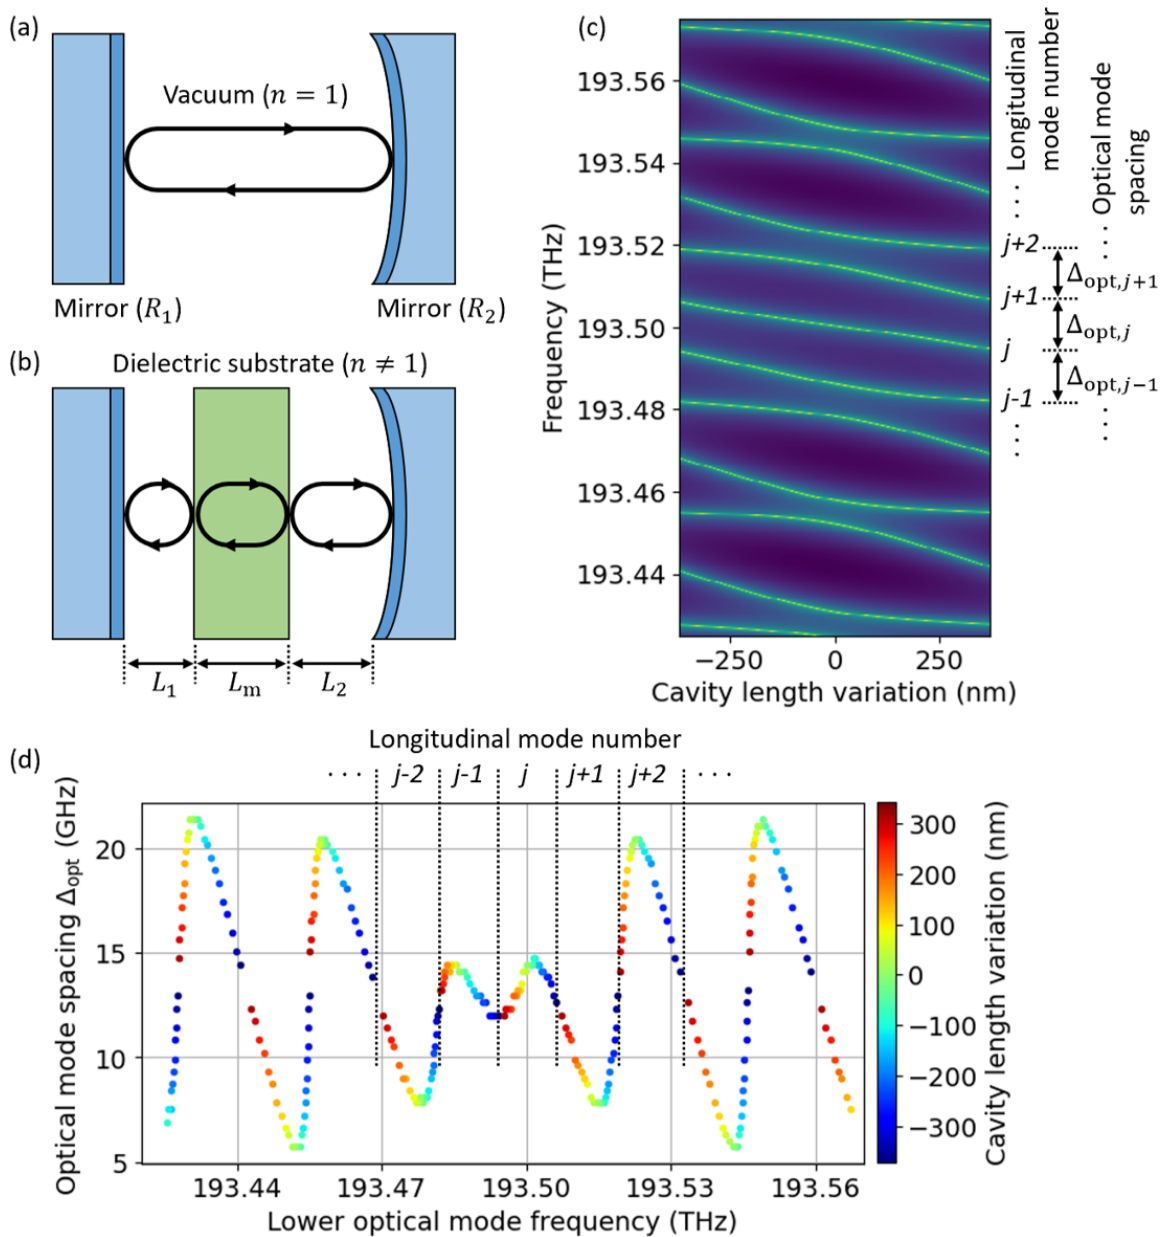 (a)
Vacuum (n = 1)
Mirror (R₁)
Mirror (R₂)
(b)
Dielectric substrate (n ≠ 1)
L₁
Lₘ
L₂
(c)
Frequency (THz)
193.56
193.54
193.52
193.50
193.48
193.46
193.44
−250
0
250
Cavity length variation (nm)
Longitudinal
mode number
Optical mode
spacing
. . .
j+2
j+1
j
j-1
. . .
. . .
Δopt,j+1
Δopt,j
Δopt,j−1
. . .
(d)
Longitudinal mode number
· · ·
j-2
j-1
j
j+1
j+2
· · ·
Optical mode spacing Δopt (GHz)
20
15
10
5
193.44
193.47
193.50
193.53
193.56
Lower optical mode frequency (THz)
300
200
100
0
−100
−200
−300
Cavity length variation (nm)